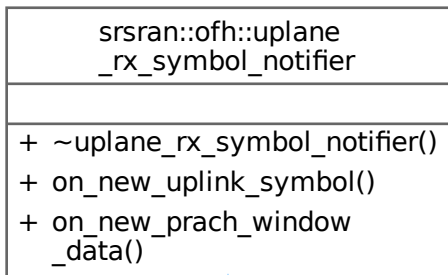 srsran::ofh::uplane
_rx_symbol_notifier
+ ~uplane_rx_symbol_notifier()
+ on_new_uplink_symbol()
+ on_new_prach_window
_data()